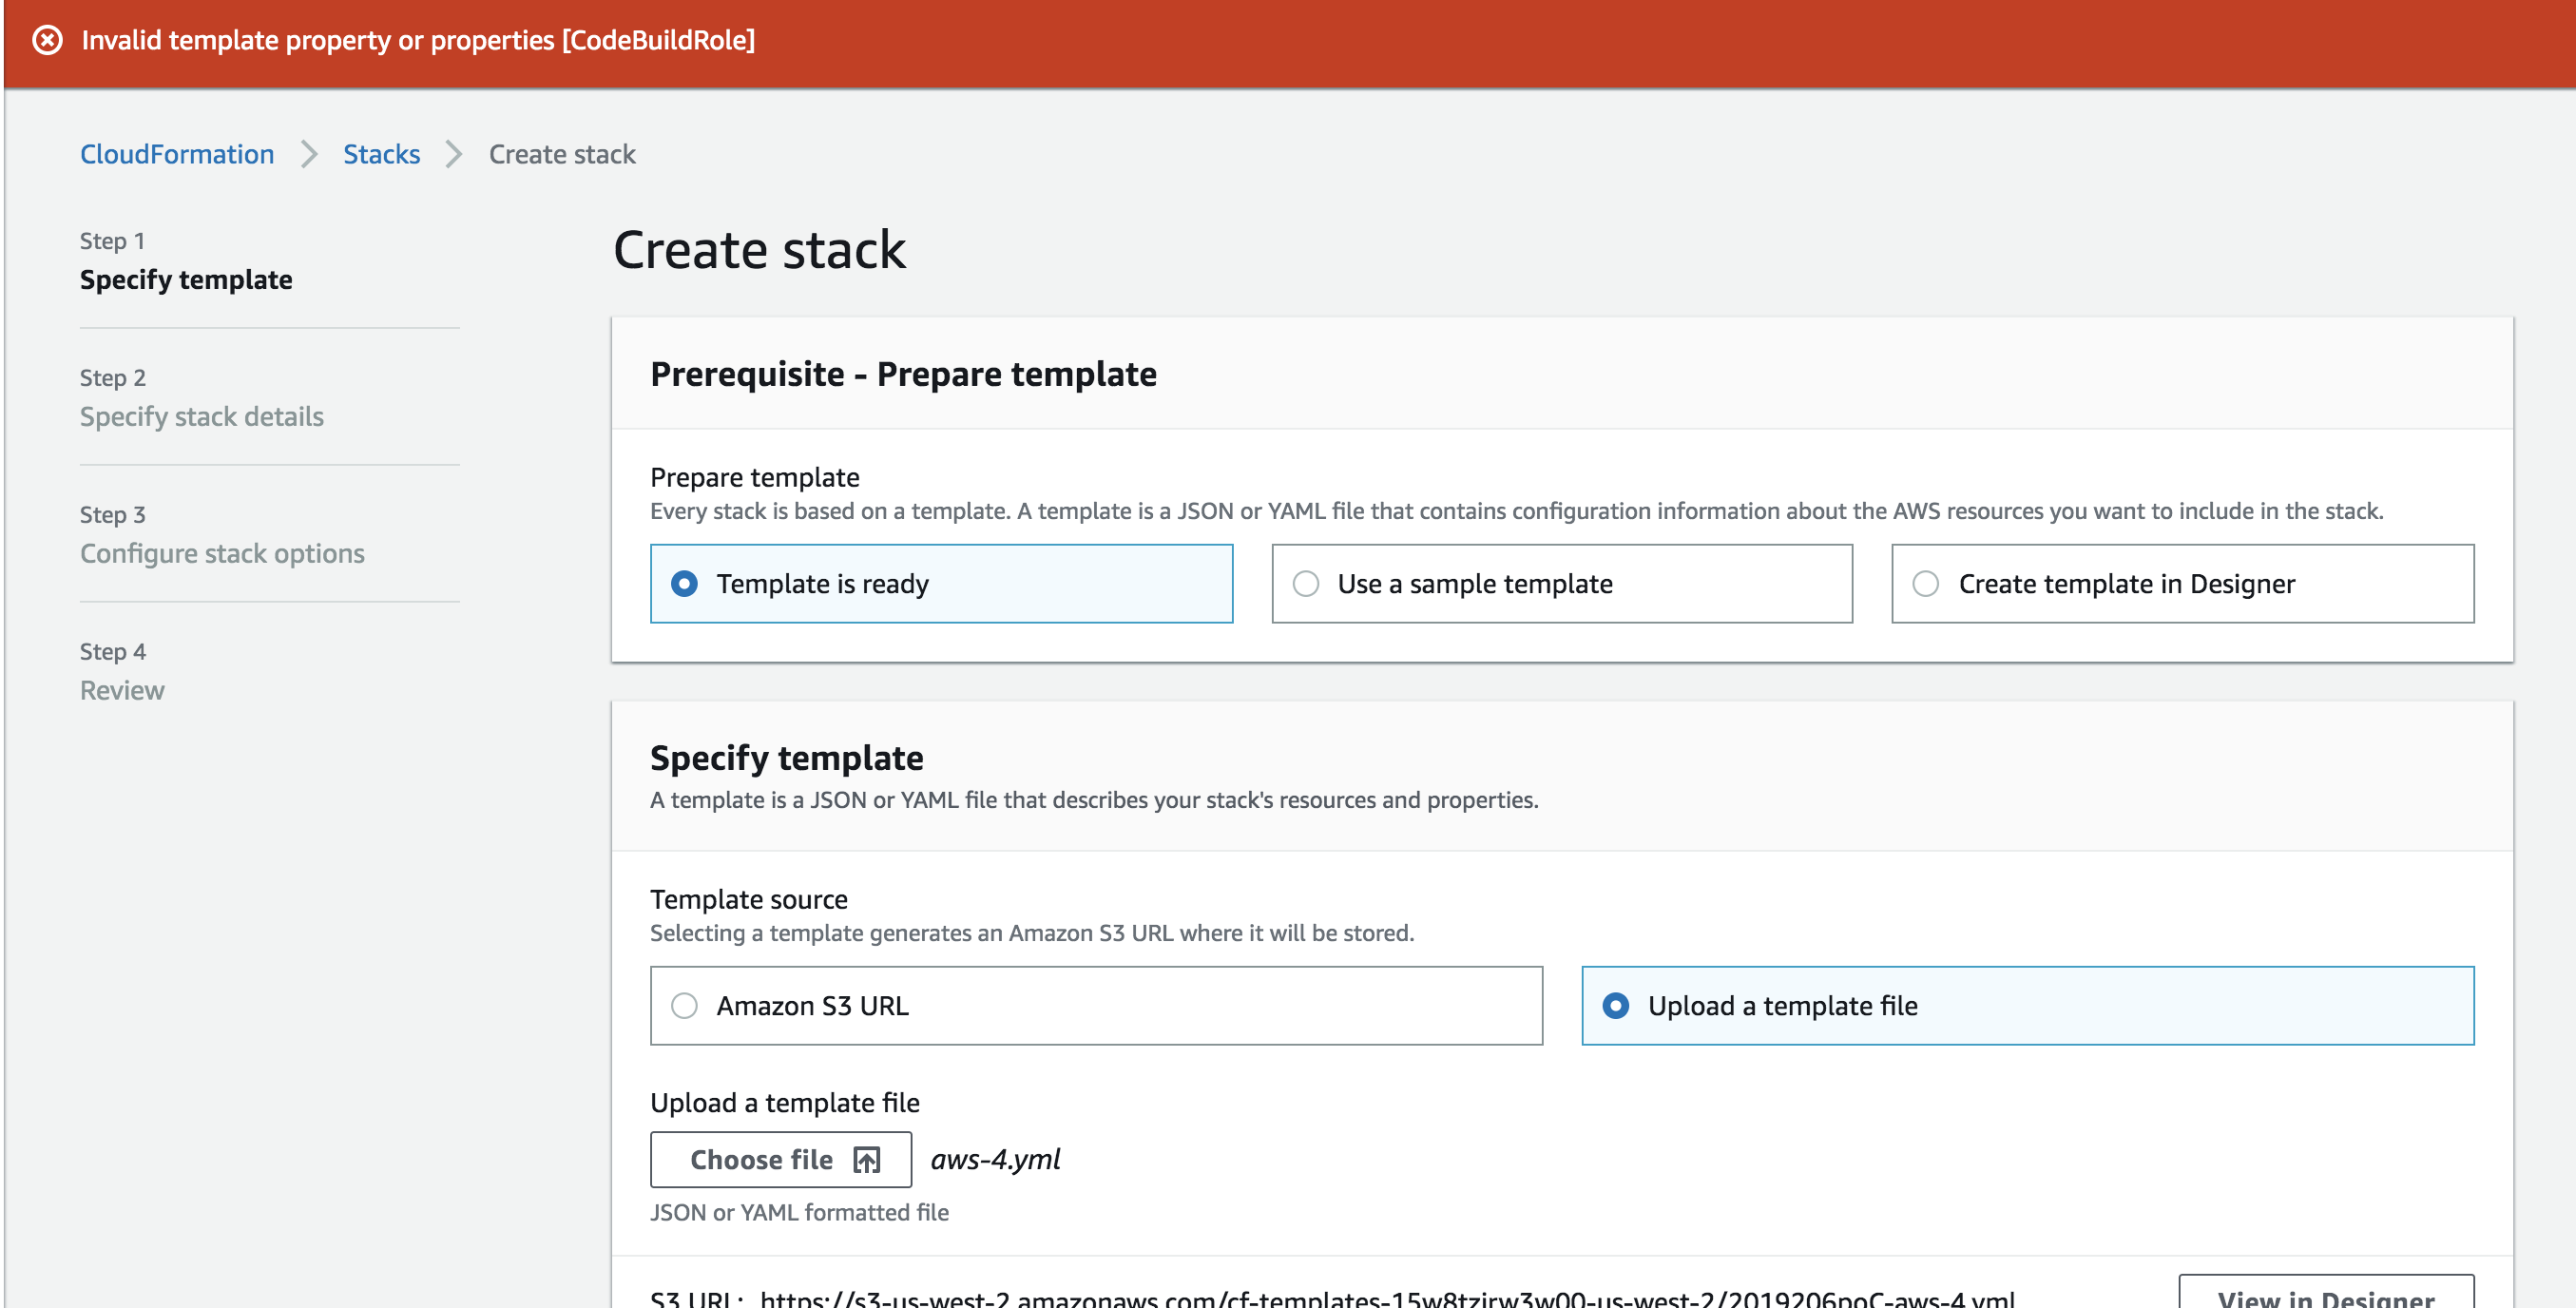 Invalid template property or properties [CodeBuildRole]
CloudFormation Stacks Create stack
Step 1
Specify template
Step 2
Specify stack details
Step 3
Configure stack options
Step 4
Review
Create stack
Prerequisite - Prepare template
Prepare template
Every stack is based on a template. A template is a JSON or YAML file that contains configuration information about the AWS resources you want to include in the stack.
Template is ready
Use a sample template
Create template in Designer
Specify template
A template is a JSON or YAML file that describes your stack's resources and properties.
Template source
Selecting a template generates an Amazon S3 URL where it will be stored.
Amazon S3 URL
Upload a template file
Upload a template file
Choose file aws-4.yml
JSON or YAML formatted file
S3 URL: https://s3-us-west-2.amazonaws.com/cf-templates-15w8tzjrw3w00-us-west-2/2019206poC-aws-4.yml
View in Designer